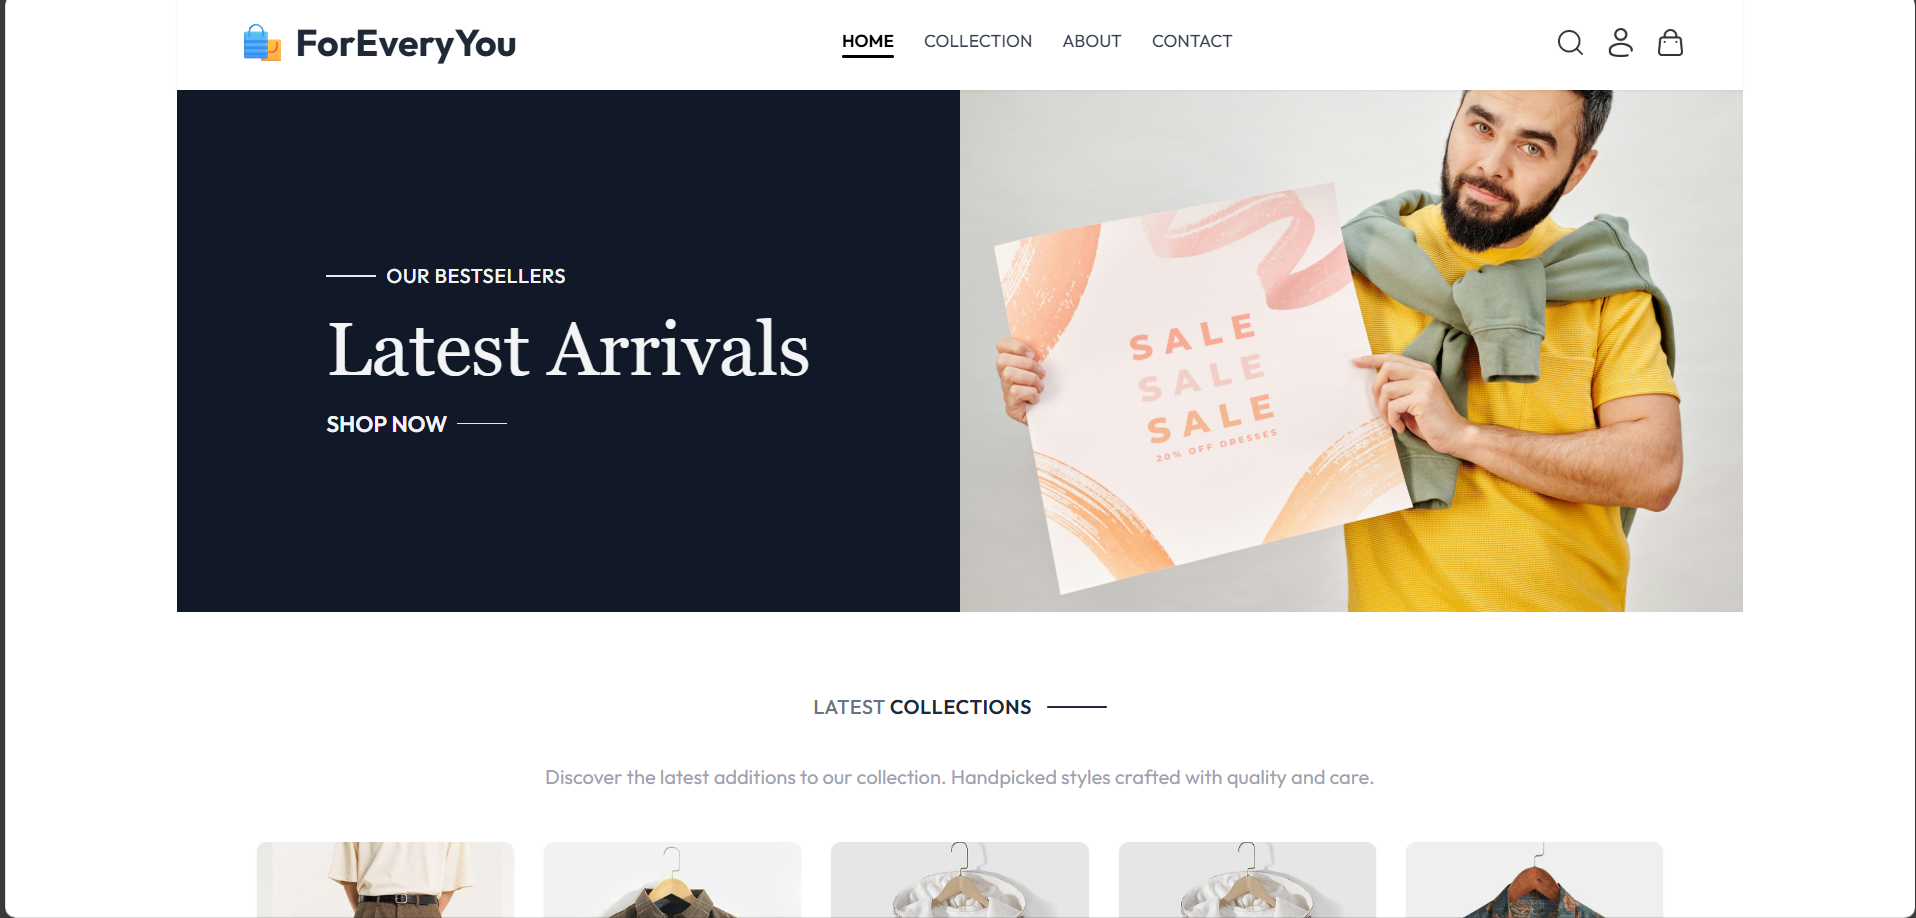 ForEveryYou
HOME COLLECTION ABOUT CONTACT
OUR BESTSELLERS
Latest Arrivals
SHOP NOW
SALE
SALE
SALE
20% OFF DRESSES
LATEST COLLECTIONS
Discover the latest additions to our collection. Handpicked styles crafted with quality and care.